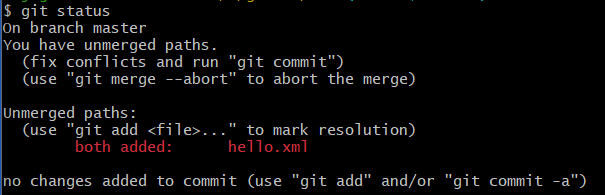 $ git status
On branch master
You have unmerged paths.
  (fix conflicts and run "git commit")
  (use "git merge --abort" to abort the merge)

Unmerged paths:
  (use "git add <file>..." to mark resolution)
        both added:      hello.xml

no changes added to commit (use "git add" and/or "git commit -a")